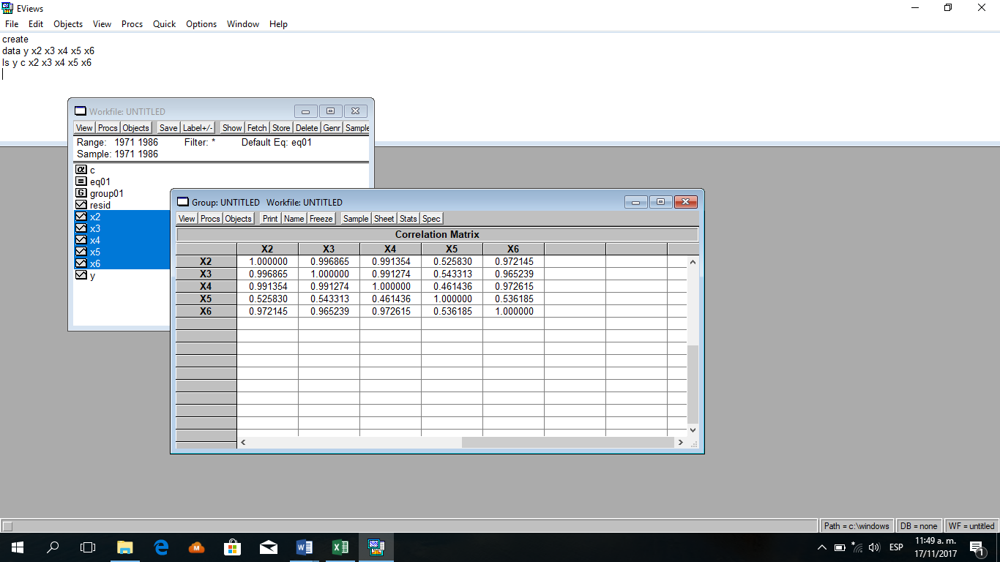 EViews
File Edit Objects View Procs Quick Options Window Help
create
data y x2 x3 x4 x5 x6
ls y c x2 x3 x4 x5 x6
Workfile: UNTITLED
View Procs Objects Save Label+/- Show Fetch Store Delete Genr Sample
Range: 1971 1986 Filter: * Default Eq: eq01
Sample: 1971 1986
α c
= eq01
G group01
resid
x2
x3
x4
x5
x6
y
Group: UNTITLED Workfile: UNTITLED
View Procs Objects Print Name Freeze Sample Sheet Stats Spec
Correlation Matrix
X2 X3 X4 X5 X6
X2 1.000000 0.996865 0.991354 0.525830 0.972145
X3 0.996865 1.000000 0.991274 0.543313 0.965239
X4 0.991354 0.991274 1.000000 0.461436 0.972615
X5 0.525830 0.543313 0.461436 1.000000 0.536185
X6 0.972145 0.965239 0.972615 0.536185 1.000000
Path = c:\windows DB = none WF = untitled
ESP
11:49 a. m.
17/11/2017
1